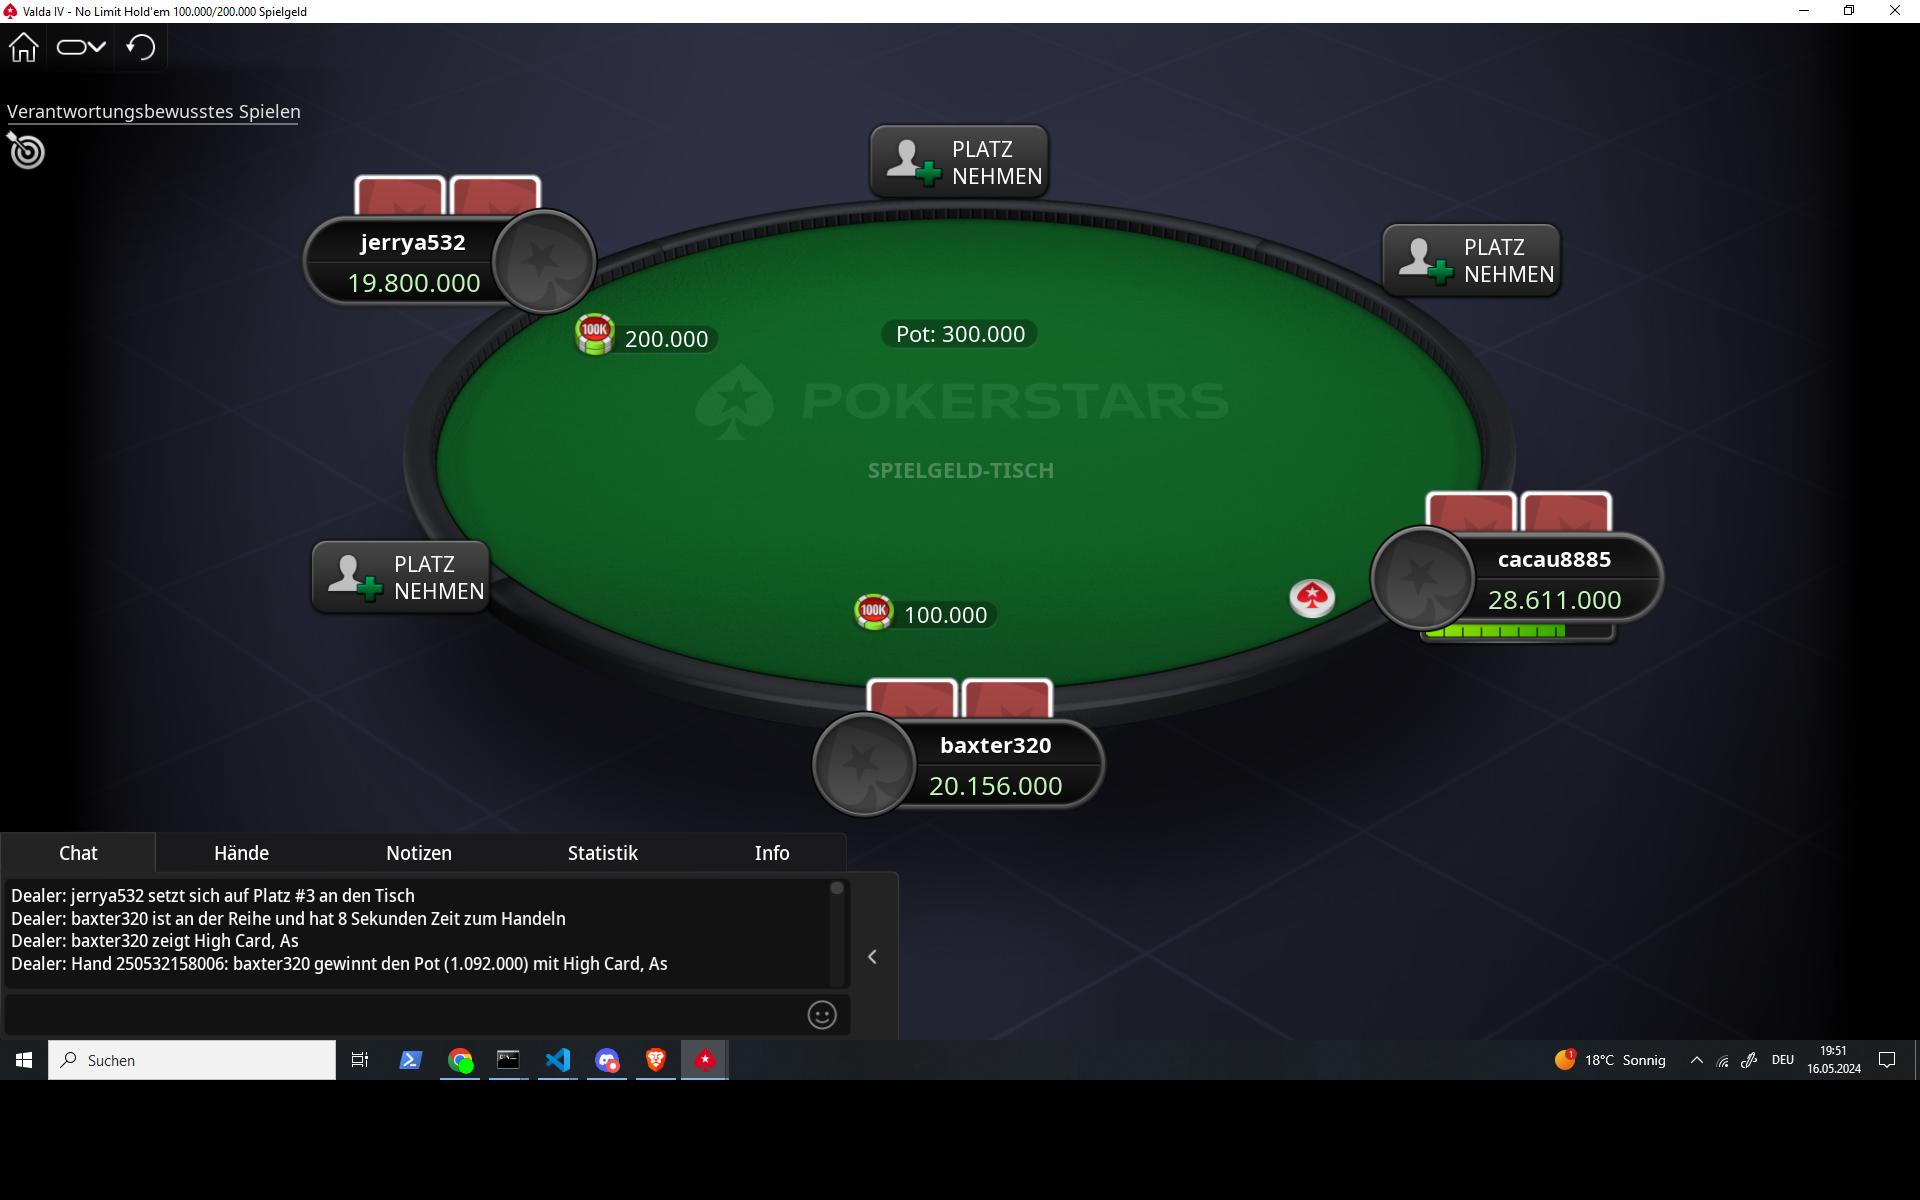 Valda IV - No Limit Hold'em 100.000/200.000 Spielgeld
Verantwortungsbewusstes Spielen
PLATZ
NEHMEN
jerrya532
19.800.000
PLATZ
NEHMEN
100K
200.000
Pot: 300.000
POKERSTARS
SPIELGELD-TISCH
cacau8885
28.611.000
PLATZ
NEHMEN
100K
100.000
baxter320
20.156.000
Chat
Hände
Notizen
Statistik
Info
Dealer: jerrya532 setzt sich auf Platz #3 an den Tisch
Dealer: baxter320 ist an der Reihe und hat 8 Sekunden Zeit zum Handeln
Dealer: baxter320 zeigt High Card, As
Dealer: Hand 250532158006: baxter320 gewinnt den Pot (1.092.000) mit High Card, As
Suchen
1
18°C Sonnig
DEU
19:51
16.05.2024